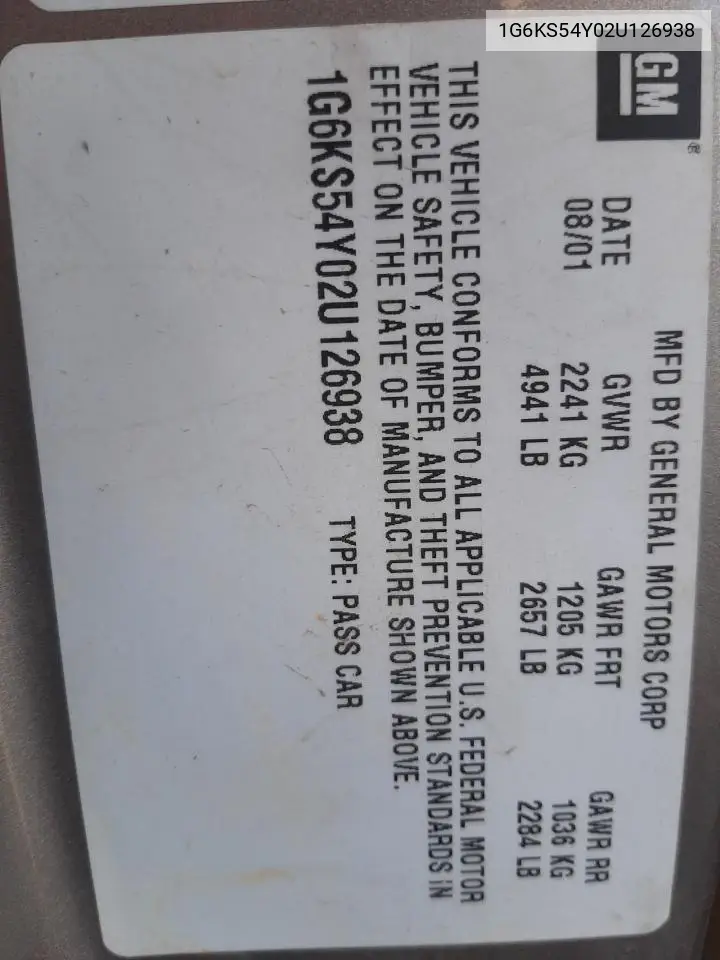 1G6KS54Y02U126938
GM®
MFD BY GENERAL MOTORS CORP
DATE GVWR GAWR FRT GAWR RR
08/01 2241 KG 1205 KG 1036 KG
4941 LB 2657 LB 2284 LB
THIS VEHICLE CONFORMS TO ALL APPLICABLE U.S. FEDERAL MOTOR
VEHICLE SAFETY, BUMPER, AND THEFT PREVENTION STANDARDS IN
EFFECT ON THE DATE OF MANUFACTURE SHOWN ABOVE.
1G6KS54Y02U126938 TYPE: PASS CAR